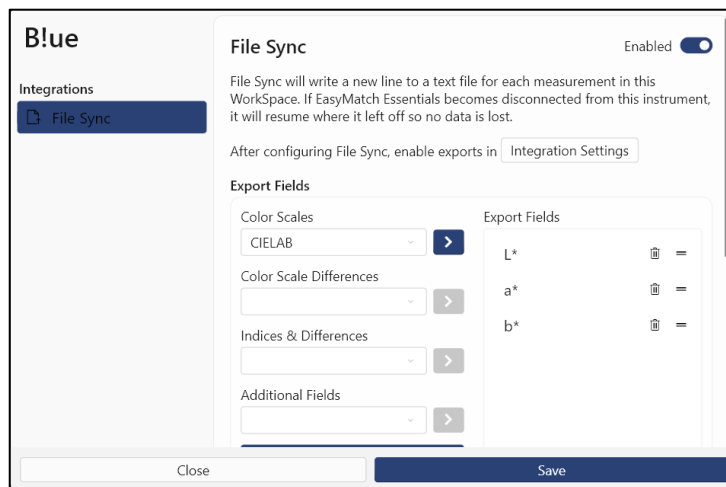 B!ue
Integrations
File Sync
File Sync
Enabled
File Sync will write a new line to a text file for each measurement in this
WorkSpace. If EasyMatch Essentials becomes disconnected from this instrument,
it will resume where it left off so no data is lost.
After configuring File Sync, enable exports in Integration Settings
Export Fields
Color Scales
CIELAB
Color Scale Differences
Indices & Differences
Additional Fields
Export Fields
L*
a*
b*
Close
Save